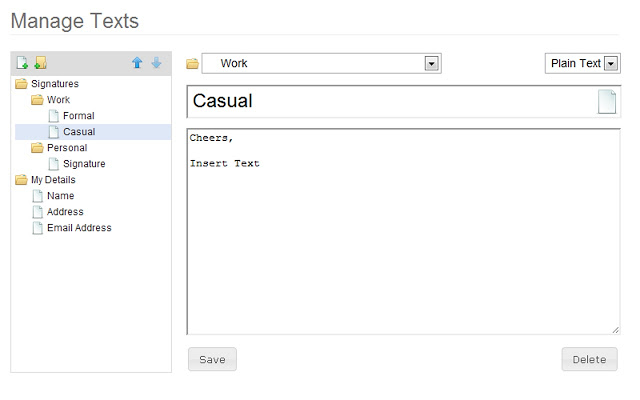 Manage Texts
Signatures
Work
Formal
Casual
Personal
Signature
My Details
Name
Address
Email Address
Work
Plain Text
Casual
Cheers,
Insert Text
Save
Delete